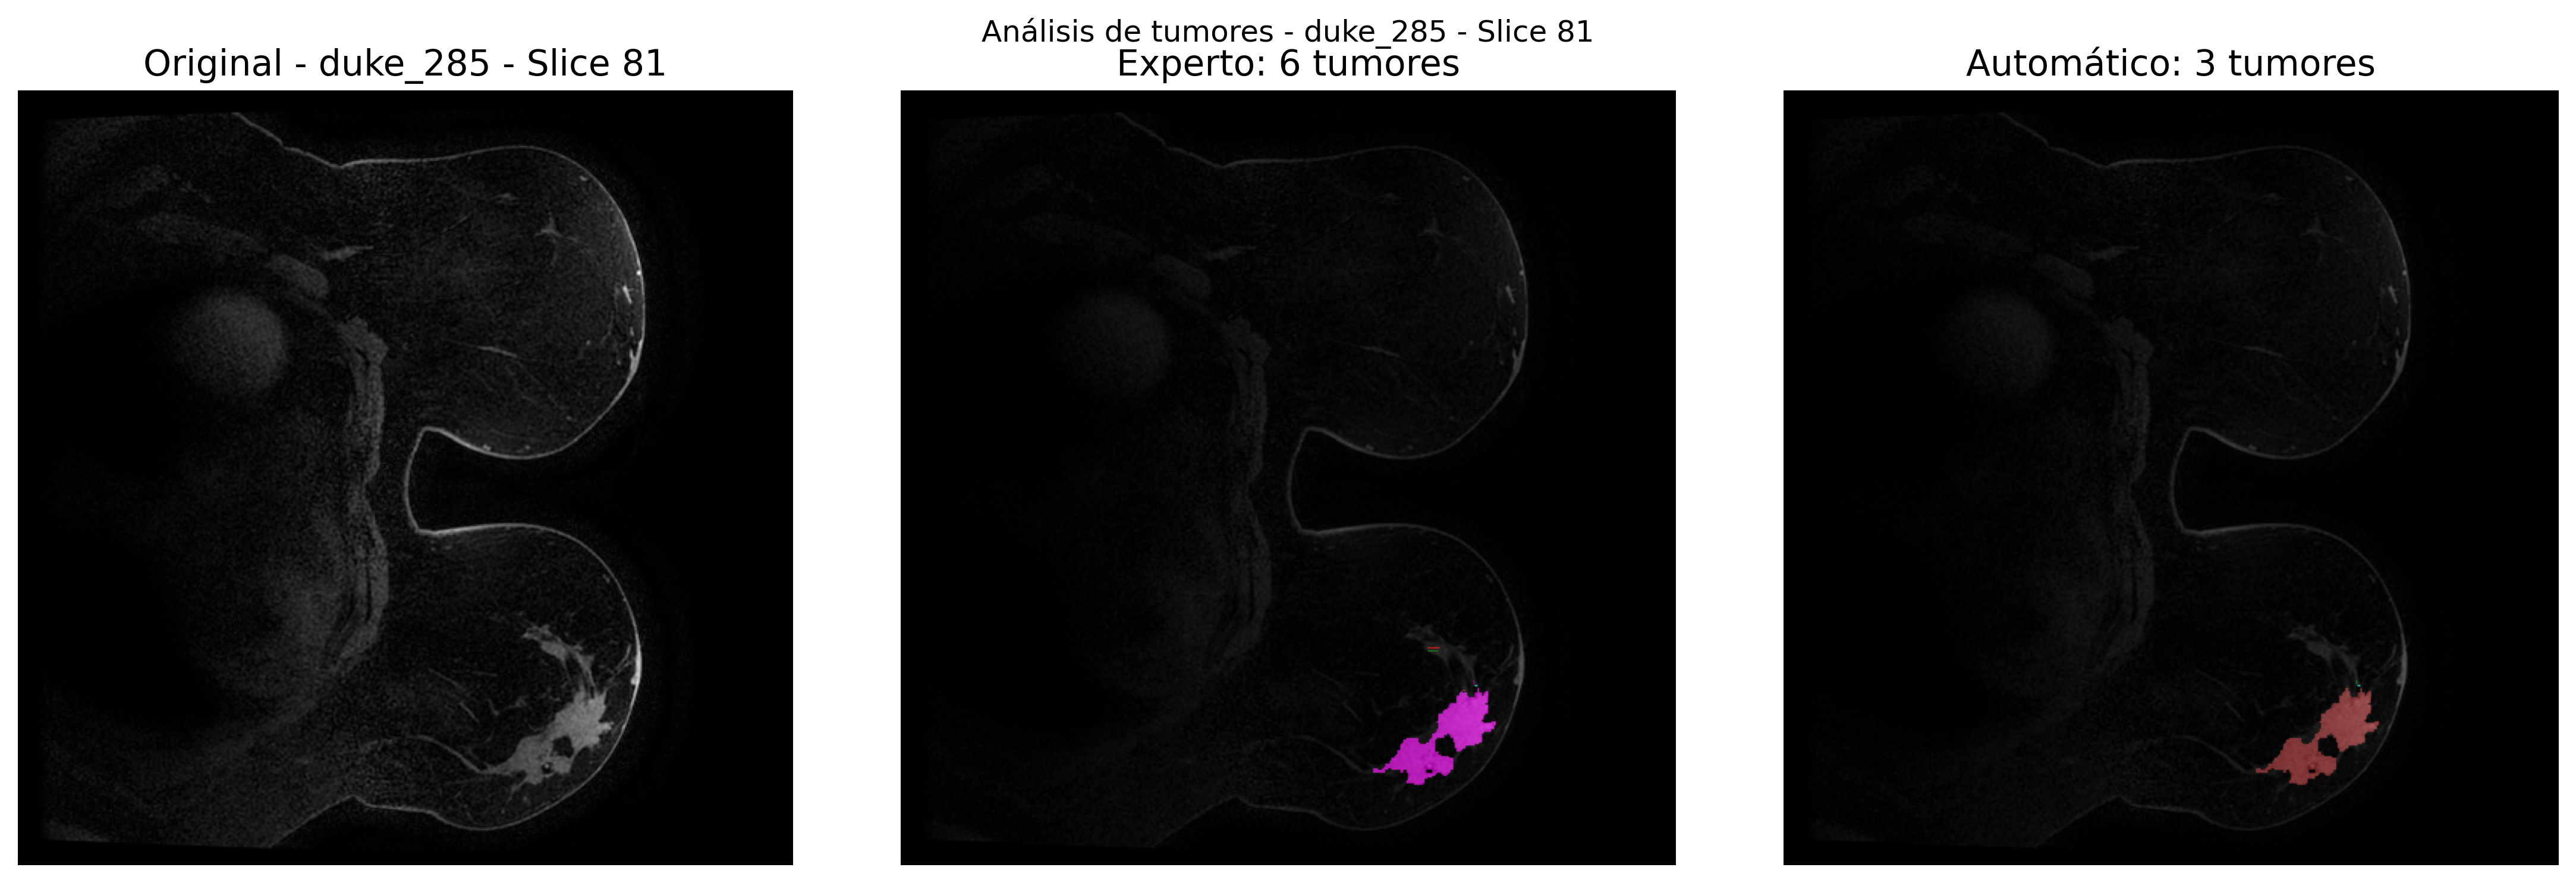 Análisis de tumores - duke_285 - Slice 81
Original - duke_285 - Slice 81
Experto: 6 tumores
Automático: 3 tumores